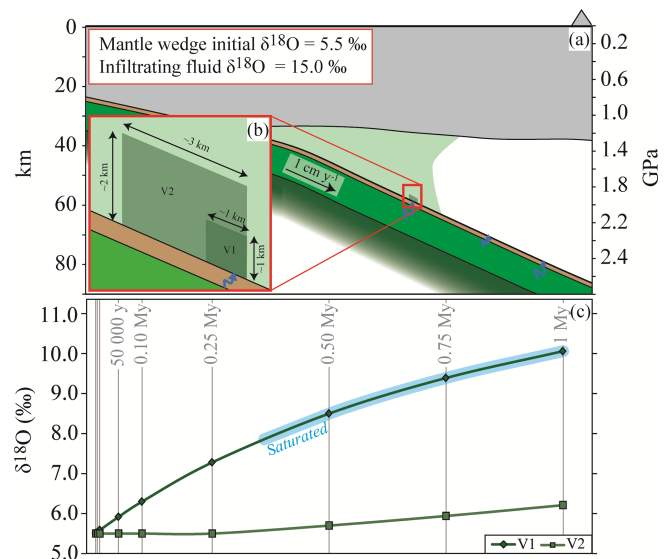 0
20
40
60
80
km
(a)
Mantle wedge initial δ18O = 5.5 ‰
Infiltrating fluid δ18O = 15.0 ‰
0.2
0.6
1.0
1.4
1.8
2.2
2.4
GPa
(b)
~3 km
~2 km
V2
~1 km
V1
~1 km
1 cm y-1
(c)
11.0
10.0
9.0
8.0
7.0
6.0
5.0
δ18O (‰)
50 000 y
0.10 My
0.25 My
0.50 My
0.75 My
1 My
Saturated
V1
V2